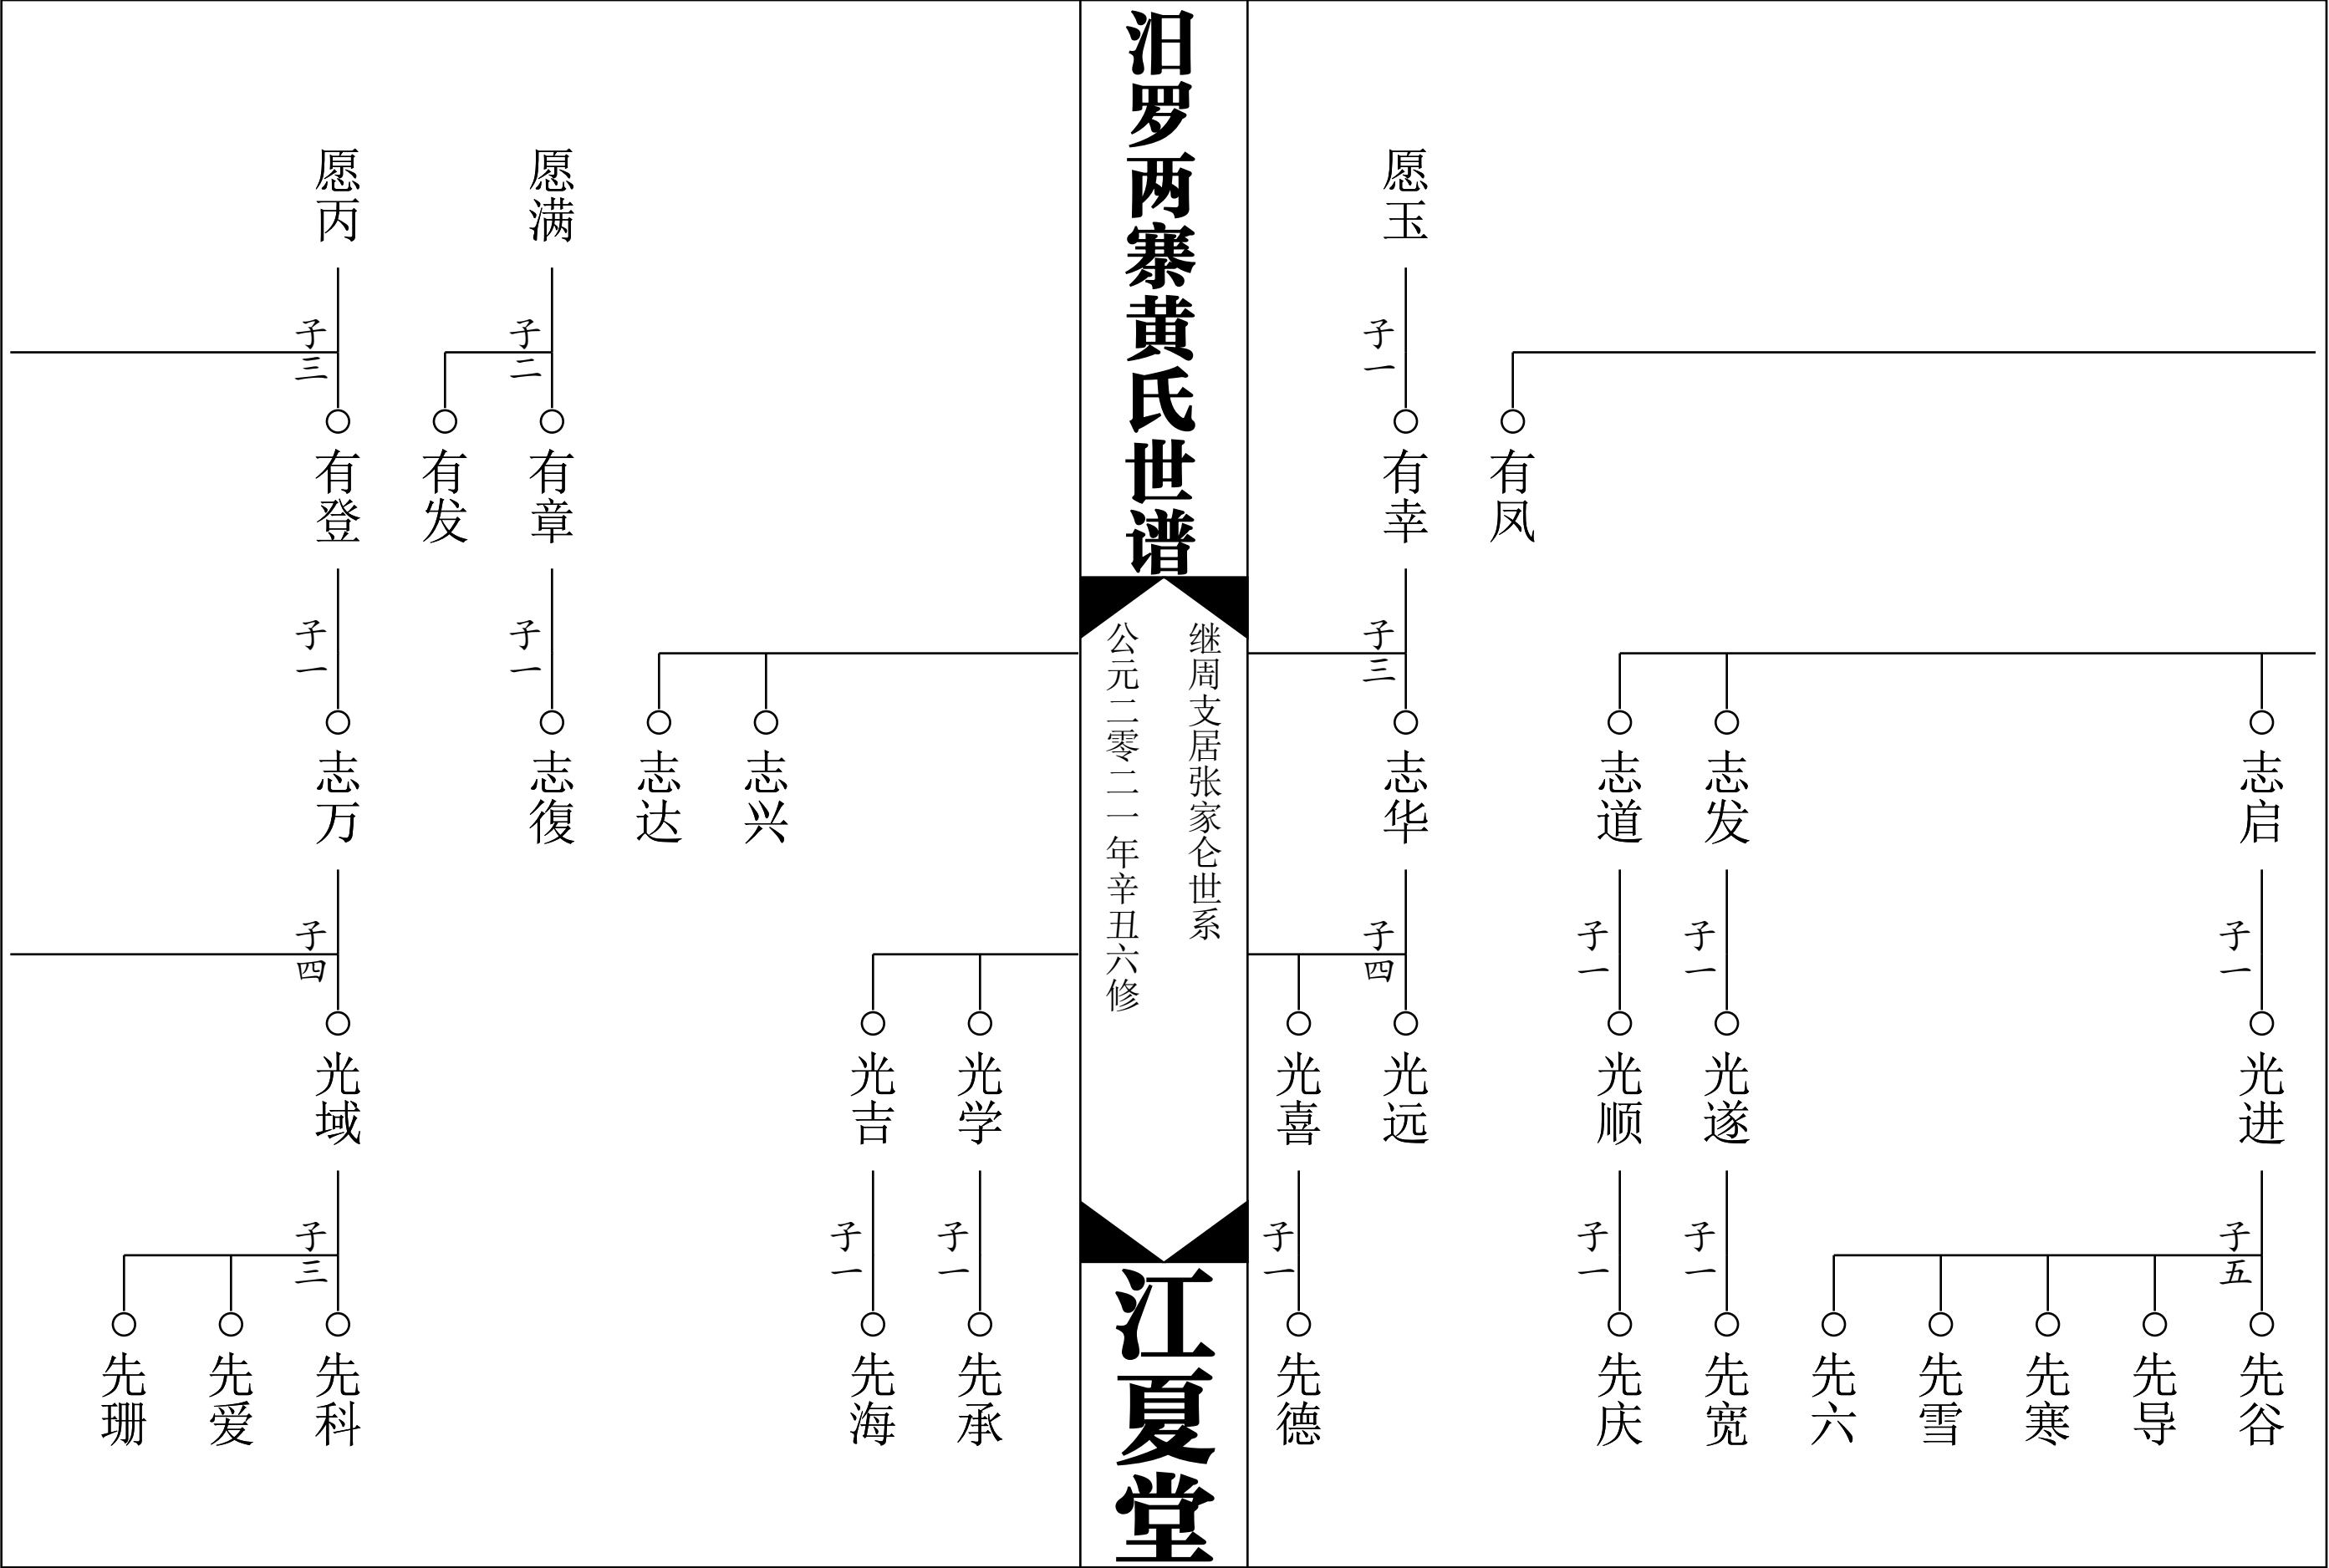 愿玉
子一
有幸
有凤
子三
志启
志发
志道
志华
子一
子一
子一
子四
光进
光遂
光顺
光远
光喜
子五
子一
子一
子一
先谷
先导
先寒
先雪
先六
先宽
先庆
先德
汨罗两寨黄氏世谱
继周支居张家仑世系
公元二零二一年辛丑六修
江夏堂
愿满
愿丙
子二
子三
有章
有发
有登
子一
子一
志兴
志达
志復
志万
子四
光学
光吉
光域
子一
子一
子三
先承
先海
先科
先爱
先珊